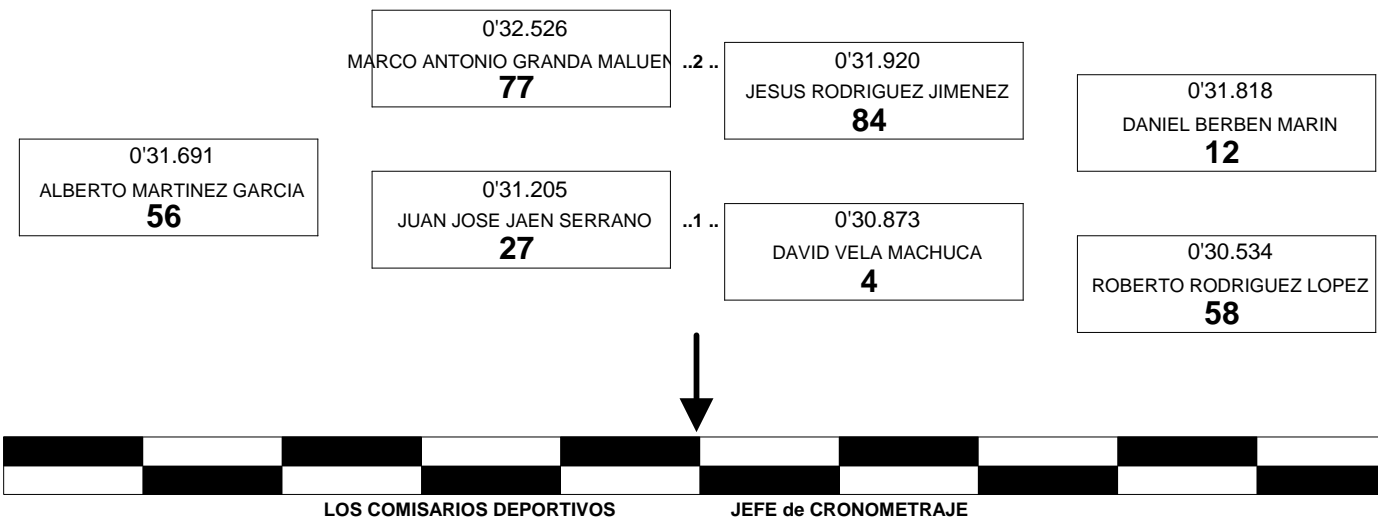 0'32.526
MARCO ANTONIO GRANDA MALUEN
77
..2 ..
0'31.920
JESUS RODRIGUEZ JIMENEZ
84
0'31.818
DANIEL BERBEN MARIN
12
0'31.691
ALBERTO MARTINEZ GARCIA
56
0'31.205
JUAN JOSE JAEN SERRANO
27
..1 ..
0'30.873
DAVID VELA MACHUCA
4
0'30.534
ROBERTO RODRIGUEZ LOPEZ
58
LOS COMISARIOS DEPORTIVOS
JEFE de CRONOMETRAJE